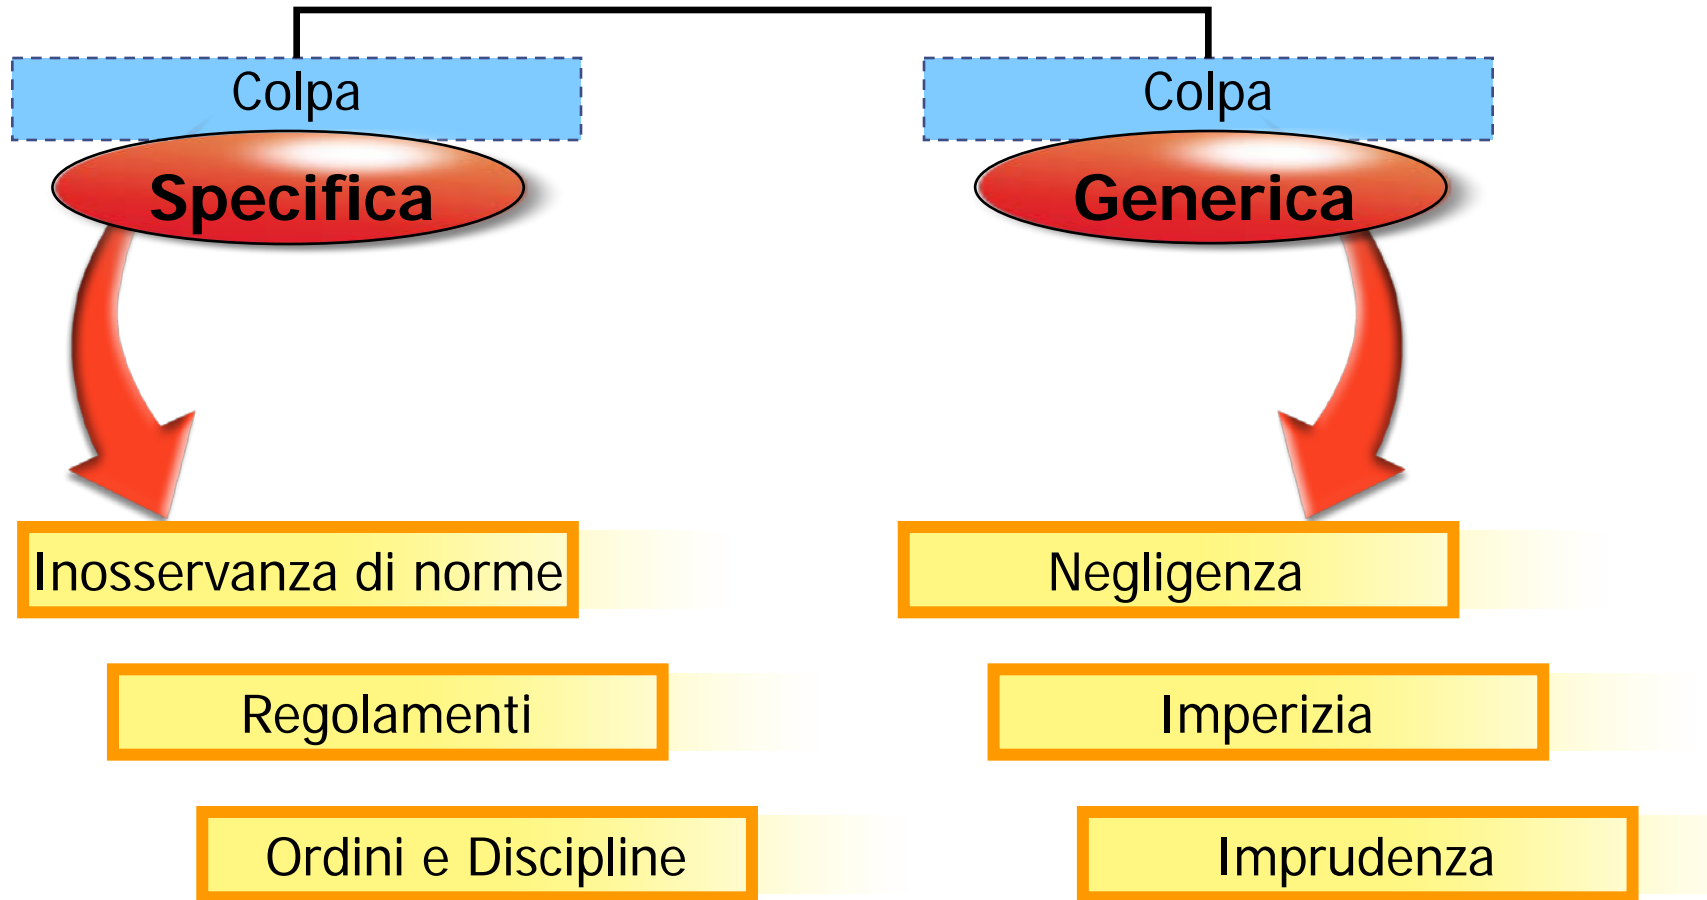 Colpa
Specifica
Inosservanza di norme
Regolamenti
Ordini e Discipline
Colpa
Generica
Negligenza
Imperizia
Imprudenza